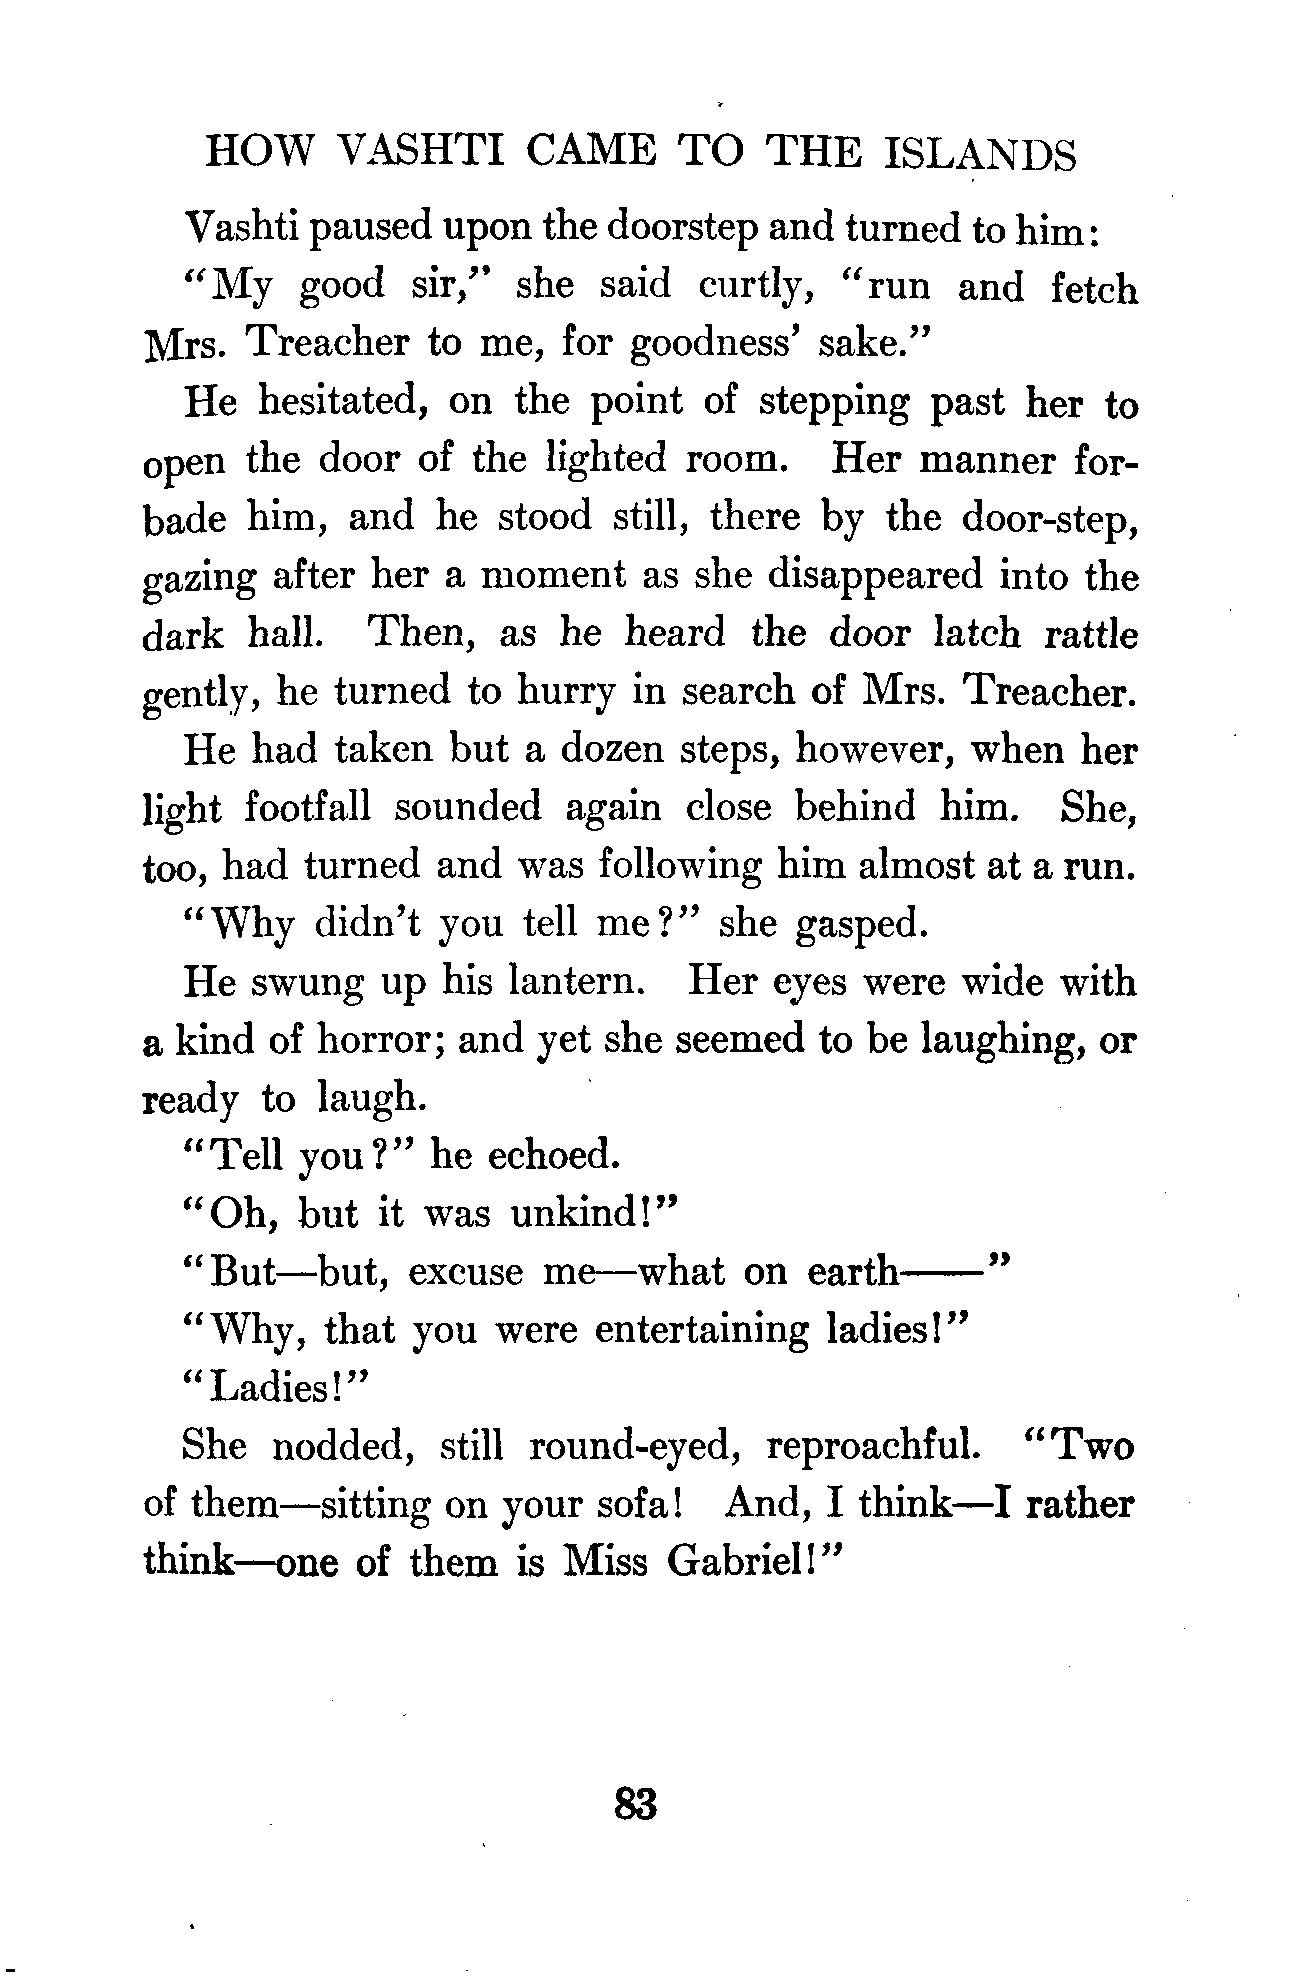 HOW VASHTI CAME TO THE ISLANDS
Vashti paused upon the doorstep and turned to him:
"My good sir," she said curtly, "run and fetch
Mrs. Treacher to me, for goodness' sake."
He hesitated, on the point of stepping past her to
open the door of the lighted room. Her manner for-
bade him, and he stood still, there by the door-step,
gazing after her a moment as she disappeared into the
dark hall. Then, as he heard the door latch rattle
gently, he turned to hurry in search of Mrs. Treacher.
He had taken but a dozen steps, however, when her
light footfall sounded again close behind him. She,
too, had turned and was following him almost at a run.
"Why didn't you tell me?" she gasped.
He swung up his lantern. Her eyes were wide with
a kind of horror; and yet she seemed to be laughing, or
ready to laugh.
"Tell you?" he echoed.
"Oh, but it was unkind!"
"But—but, excuse me—what on earth——"
"Why, that you were entertaining ladies!"
"Ladies!"
She nodded, still round-eyed, reproachful. "Two
of them—sitting on your sofa! And, I think—I rather
think—one of them is Miss Gabriel!"
83